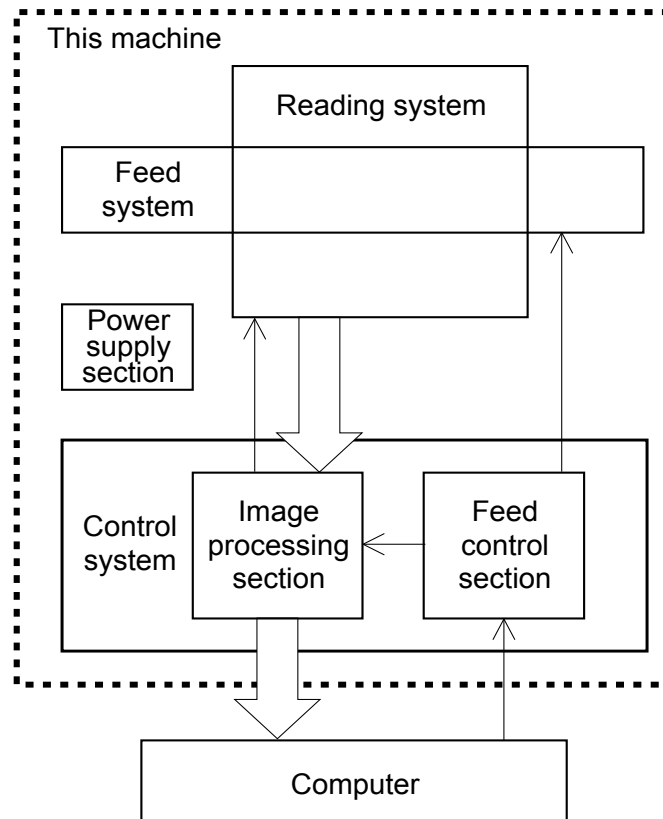 This machine
Reading system
Feed
system
Power
supply
section
Control
system
Image
processing
section
Feed
control
section
Computer